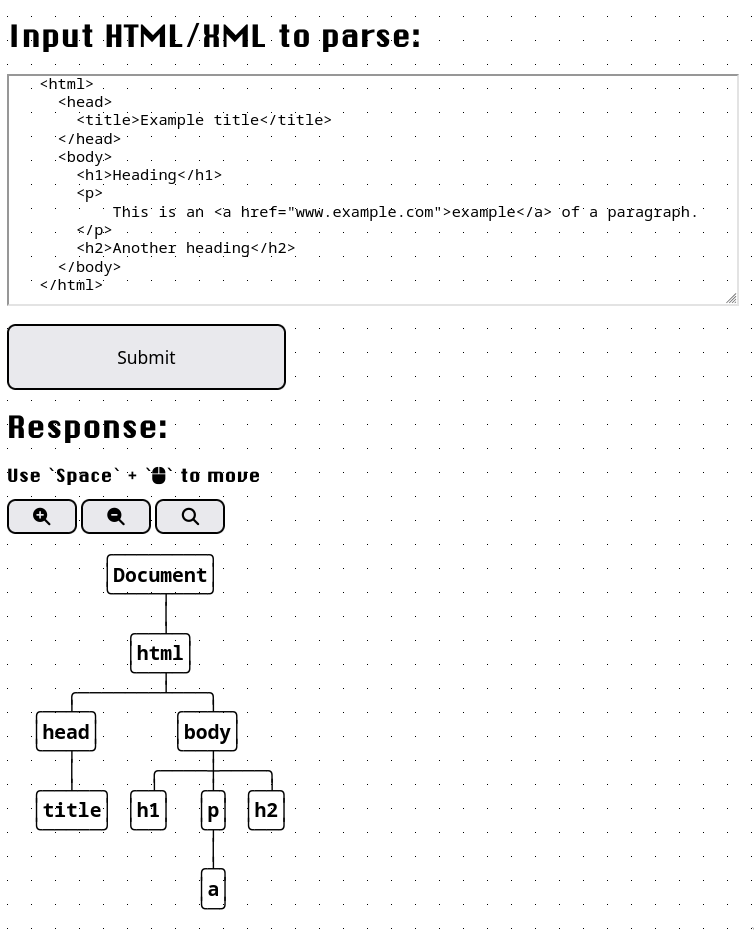 Input HTML/XML to parse:
<html>
<head>
<title>Example title</title>
</head>
<body>
<h1>Heading</h1>
<p>
This is an <a href="www.example.com">example</a> of a paragraph.
</p>
<h2>Another heading</h2>
</body>
</html>
Submit
Response:
Use `Space` + `` to move
Document
html
head body
title h1 p h2
a